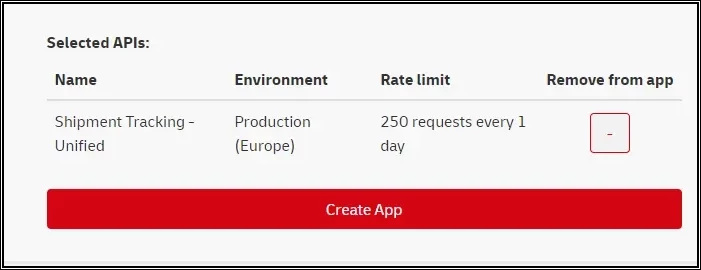 Selected APIs:
Name Environment Rate limit Remove from app
Shipment Tracking - Production 250 requests every 1 -
Unified (Europe) day
Create App